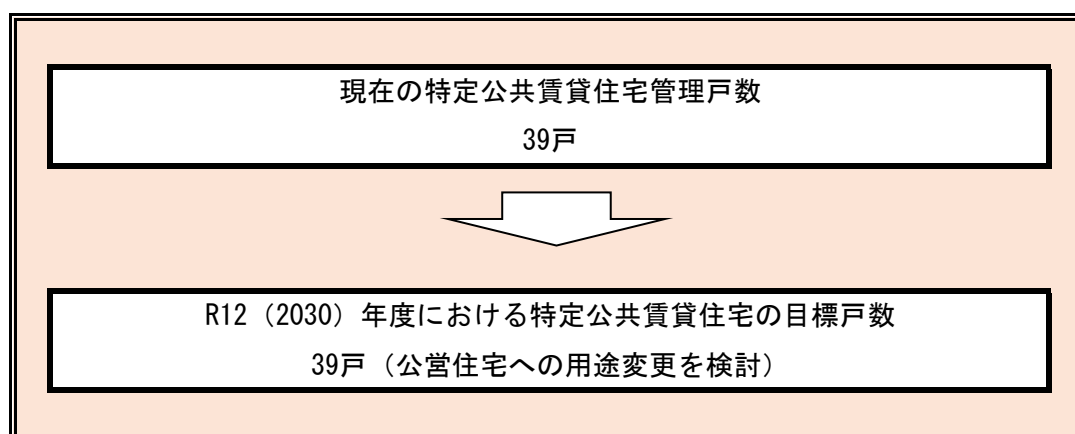 現在の特定公共賃貸住宅管理戸数
39戸
R12（2030）年度における特定公共賃貸住宅の目標戸数
39戸（公営住宅への用途変更を検討）